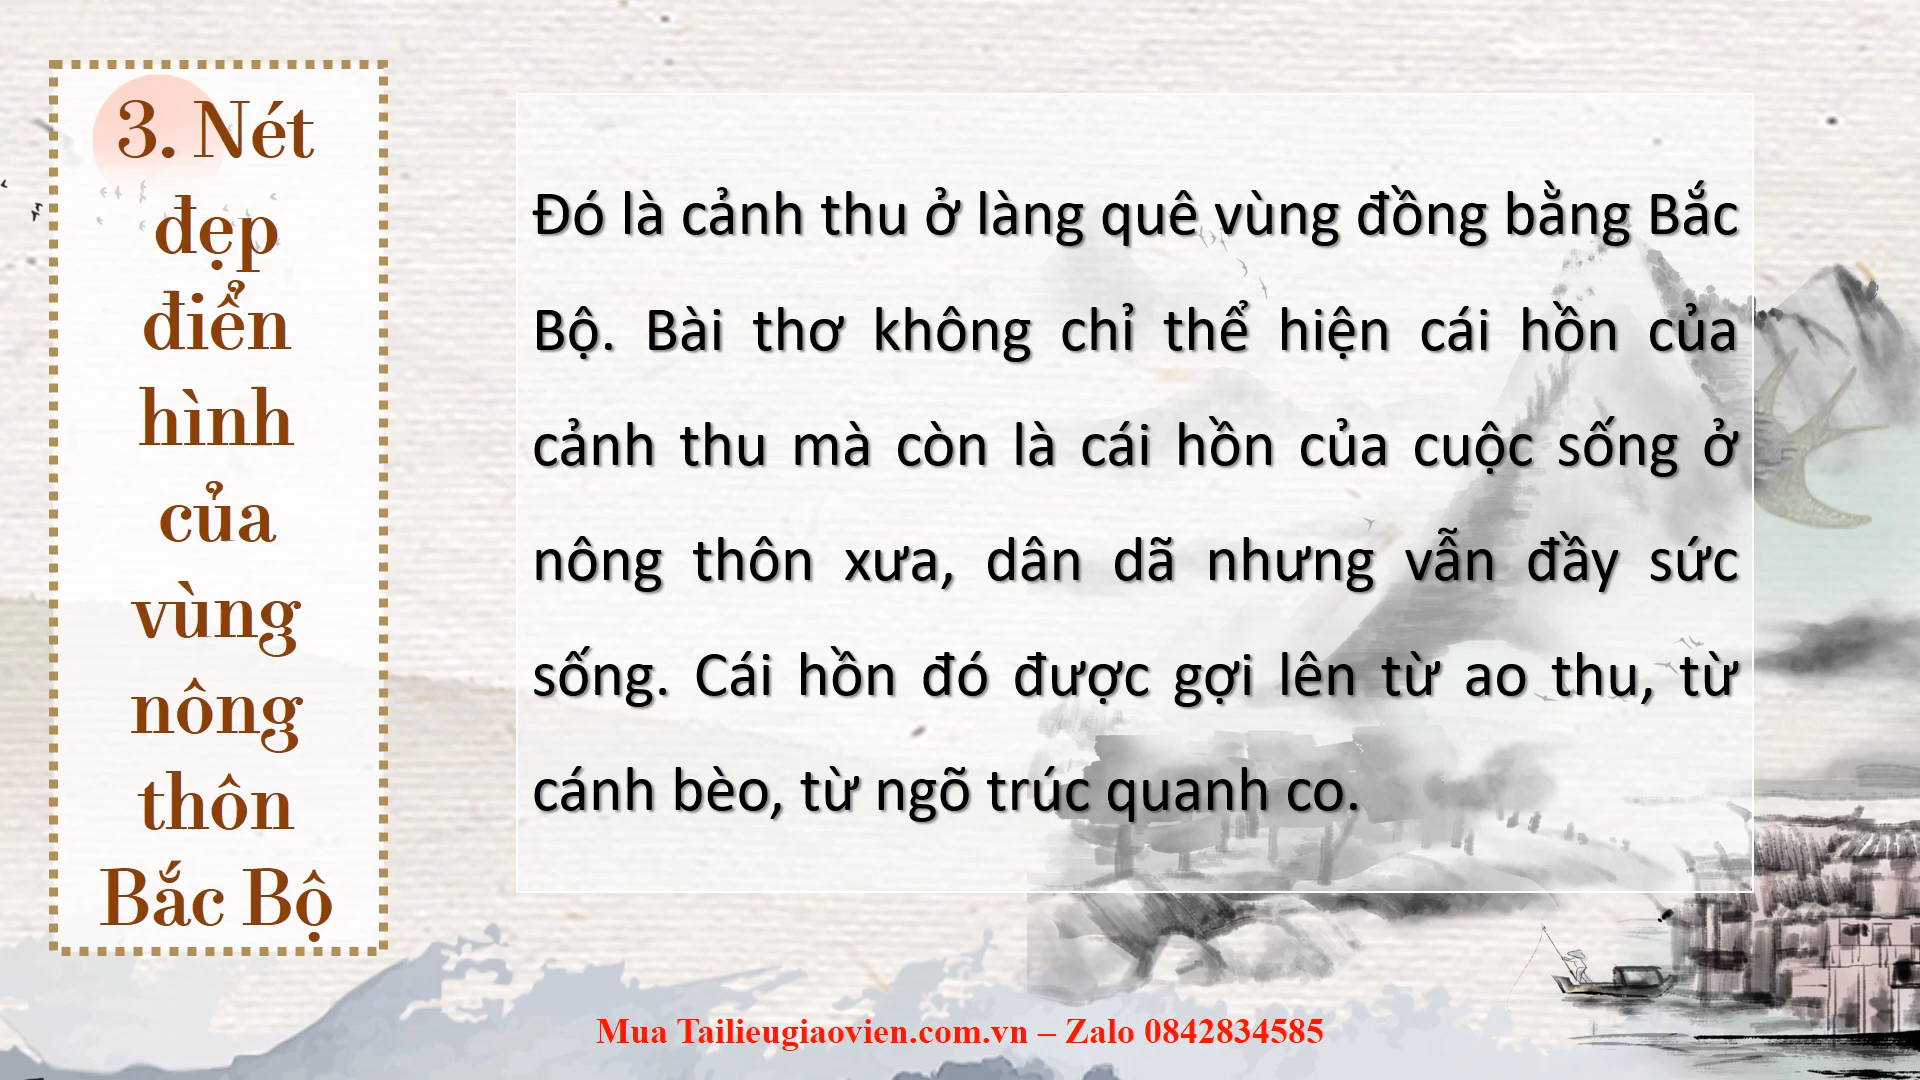 3. Nét
đẹp
điển
hình
của
vùng
nông
thôn
Bắc Bộ
Đó là cảnh thu ở làng quê vùng đồng bằng Bắc
Bộ. Bài thơ không chỉ thể hiện cái hồn của
cảnh thu mà còn là cái hồn của cuộc sống ở
nông thôn xưa, dân dã nhưng vẫn đầy sức
sống. Cái hồn đó được gợi lên từ ao thu, từ
cánh bèo, từ ngõ trúc quanh co.
Mua Tailieugiaovien.com.vn – Zalo 0842834585